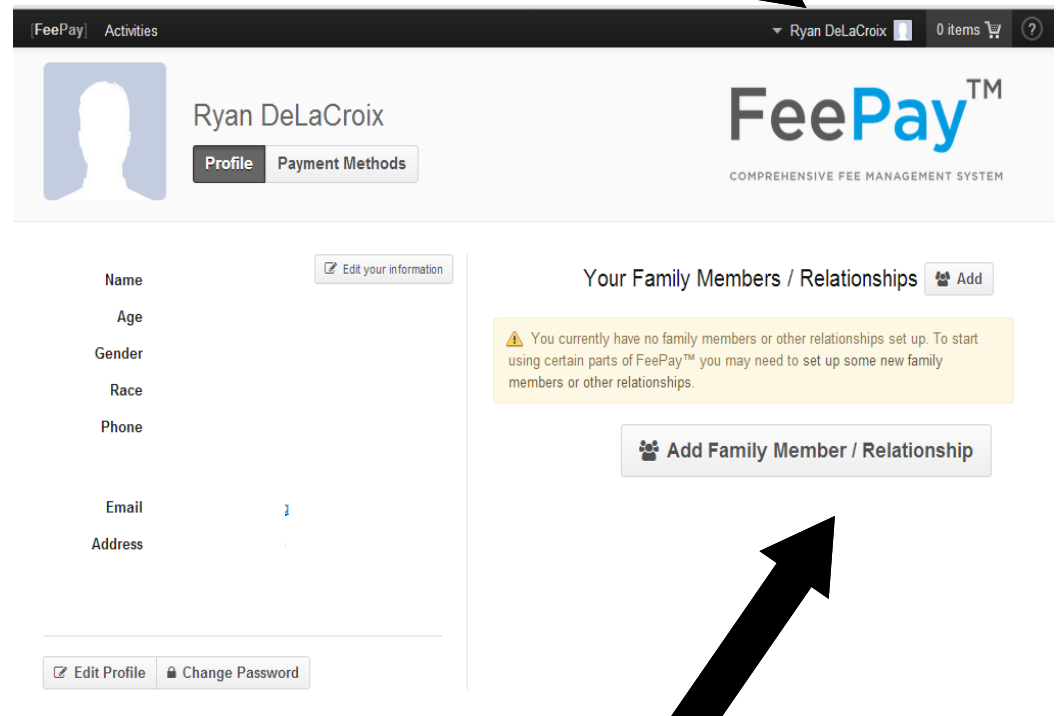 [FeePay] Activities
Ryan DeLaCroix 0 items ?
Ryan DeLaCroix
Profile Payment Methods
FeePay™
COMPREHENSIVE FEE MANAGEMENT SYSTEM
Edit your information
Name
Age
Gender
Race
Phone
Email
Address
Edit Profile Change Password
Your Family Members / Relationships Add
You currently have no family members or other relationships set up. To start
using certain parts of FeePay™ you may need to set up some new family
members or other relationships.
Add Family Member / Relationship